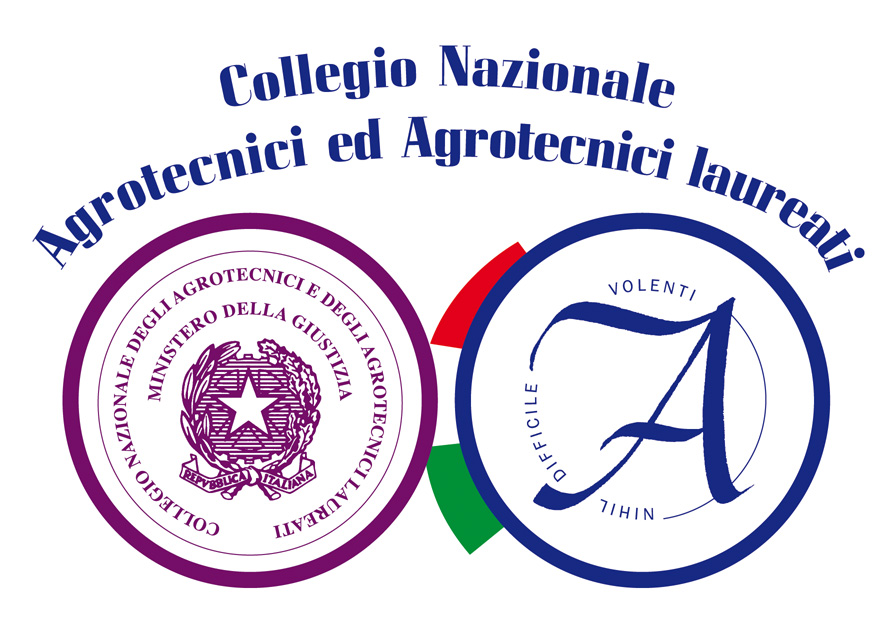 Collegio Nazionale
Agrotecnici ed Agrotecnici laureati
COLLEGIO NAZIONALE DEGLI AGROTECNICI E DEGLI AGROTECNICI LAUREATI
MINISTERO DELLA GIUSTIZIA
REPVBBLICA ITALIANA
NIHIL DIFFICILE VOLENTI
A